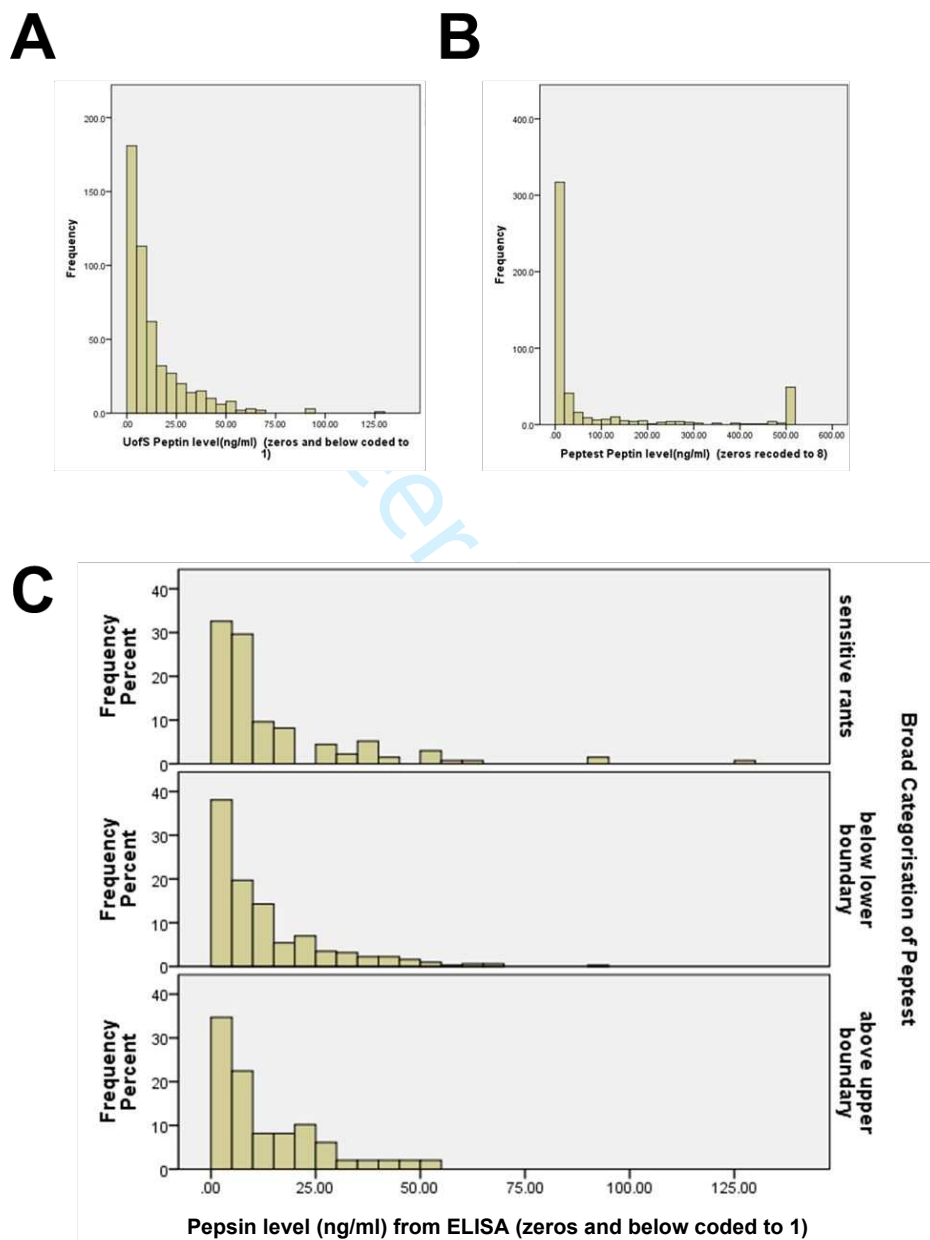 A
B
200.0
150.0
100.0
50.0
0.0
Frequency
.00 25.00 50.00 75.00 100.00 125.00
UofS Peptin level(ng/ml) (zeros and below coded to
1)
400.0
300.0
200.0
100.0
0.0
Frequency
.00 100.00 200.00 300.00 400.00 500.00 600.00
Peptest Peptin level(ng/ml) (zeros recoded to 8)
C
Frequency
Percent
40
30
20
10
0
sensitive rants
Frequency
Percent
40
30
20
10
0
below lower
boundary
Frequency
Percent
40
30
20
10
0
above upper
boundary
Broad Categorisation of Peptest
.00 25.00 50.00 75.00 100.00 125.00
Pepsin level (ng/ml) from ELISA (zeros and below coded to 1)